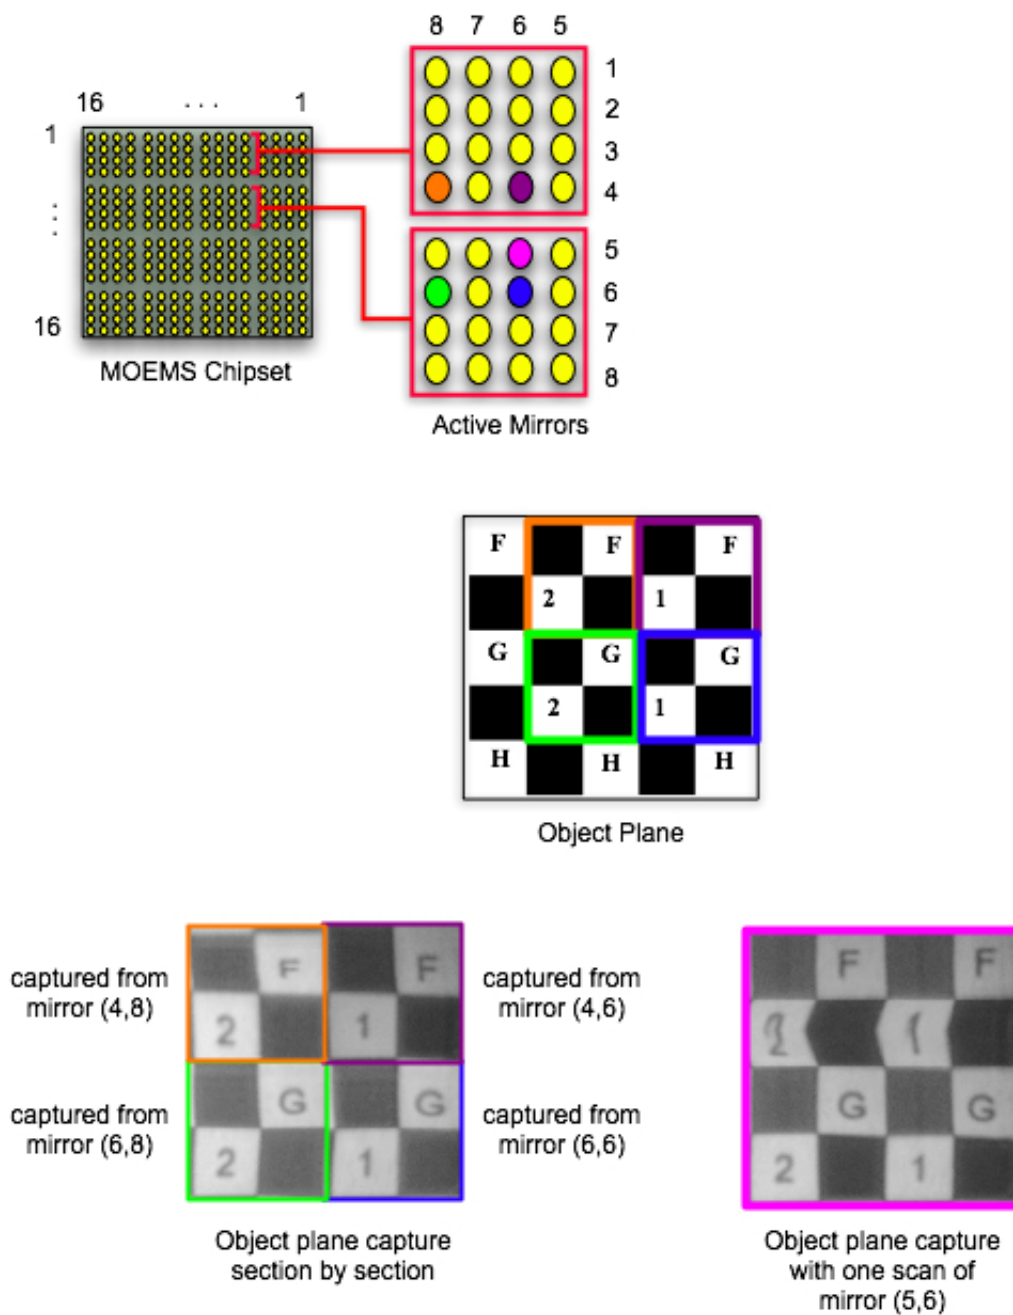 8 7 6 5
1
2
3
4
16 . . . 1
1
:
16
5
6
7
8
MOEMS Chipset
Active Mirrors
F F F
2 1
G G G
2 1
H H H
Object Plane
captured from
mirror (4,8)
F F
2 1
captured from
mirror (4,6)
captured from
mirror (6,8)
G G
2 1
captured from
mirror (6,6)
F F
2 1
G G
2 1
Object plane capture
section by section
Object plane capture
with one scan of
mirror (5,6)